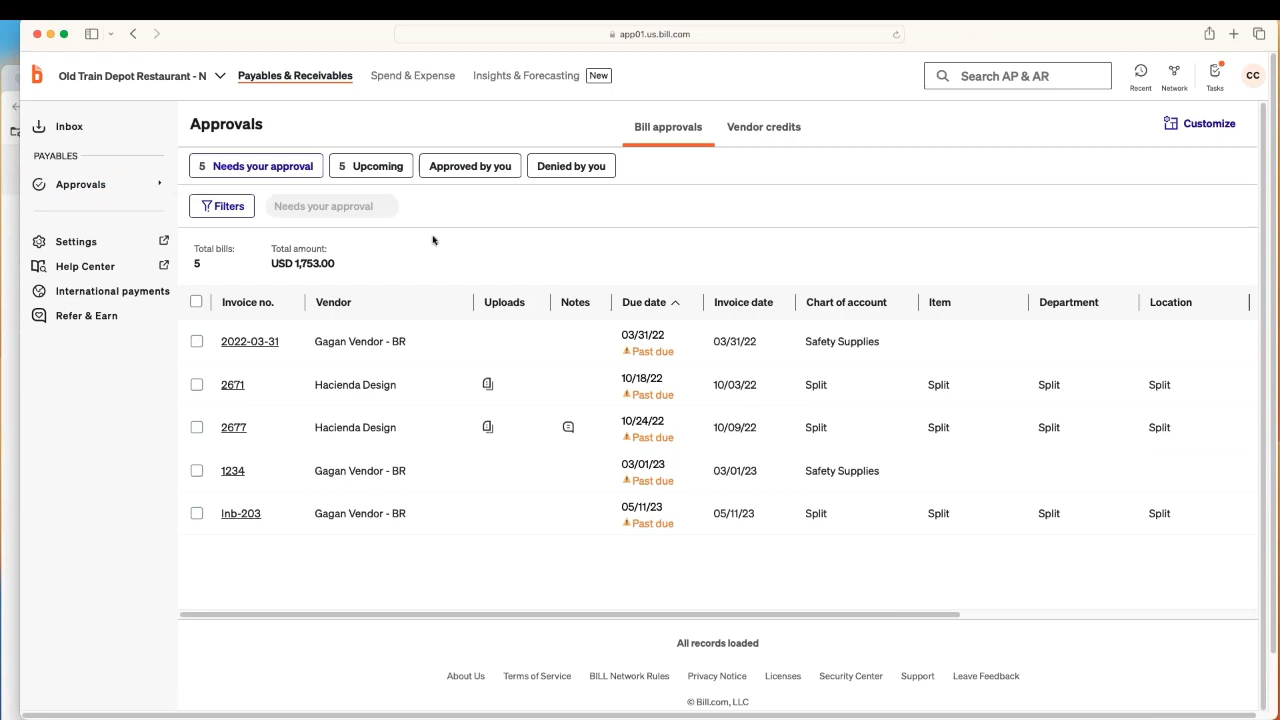 app01.us.bill.com
b Old Train Depot Restaurant - N Payables & Receivables Spend & Expense Insights & Forecasting New Search AP & AR Recent Network Tasks CC
Inbox
PAYABLES
Approvals
Settings
Help Center
International payments
Refer & Earn
Approvals Bill approvals Vendor credits Customize
5 Needs your approval 5 Upcoming Approved by you Denied by you
Filters Needs your approval
Total bills: Total amount:
5 USD 1,753.00
Invoice no. Vendor Uploads Notes Due date Invoice date Chart of account Item Department Location
2022-03-31 Gagan Vendor - BR 03/31/22 03/31/22 Safety Supplies
Past due
2671 Hacienda Design 10/18/22 10/03/22 Split Split Split Split
Past due
2677 Hacienda Design 10/24/22 10/09/22 Split Split Split Split
Past due
1234 Gagan Vendor - BR 03/01/23 03/01/23 Safety Supplies
Past due
Inb-203 Gagan Vendor - BR 05/11/23 05/11/23 Split Split Split Split
Past due
All records loaded
About Us Terms of Service BILL Network Rules Privacy Notice Licenses Security Center Support Leave Feedback
© Bill.com, LLC